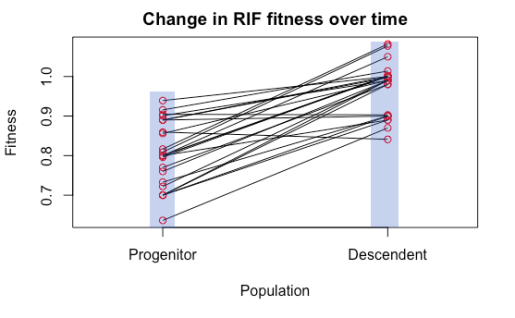 Change in RIF fitness over time
Fitness
1.0
0.9
0.8
0.7
Progenitor Descendent
Population